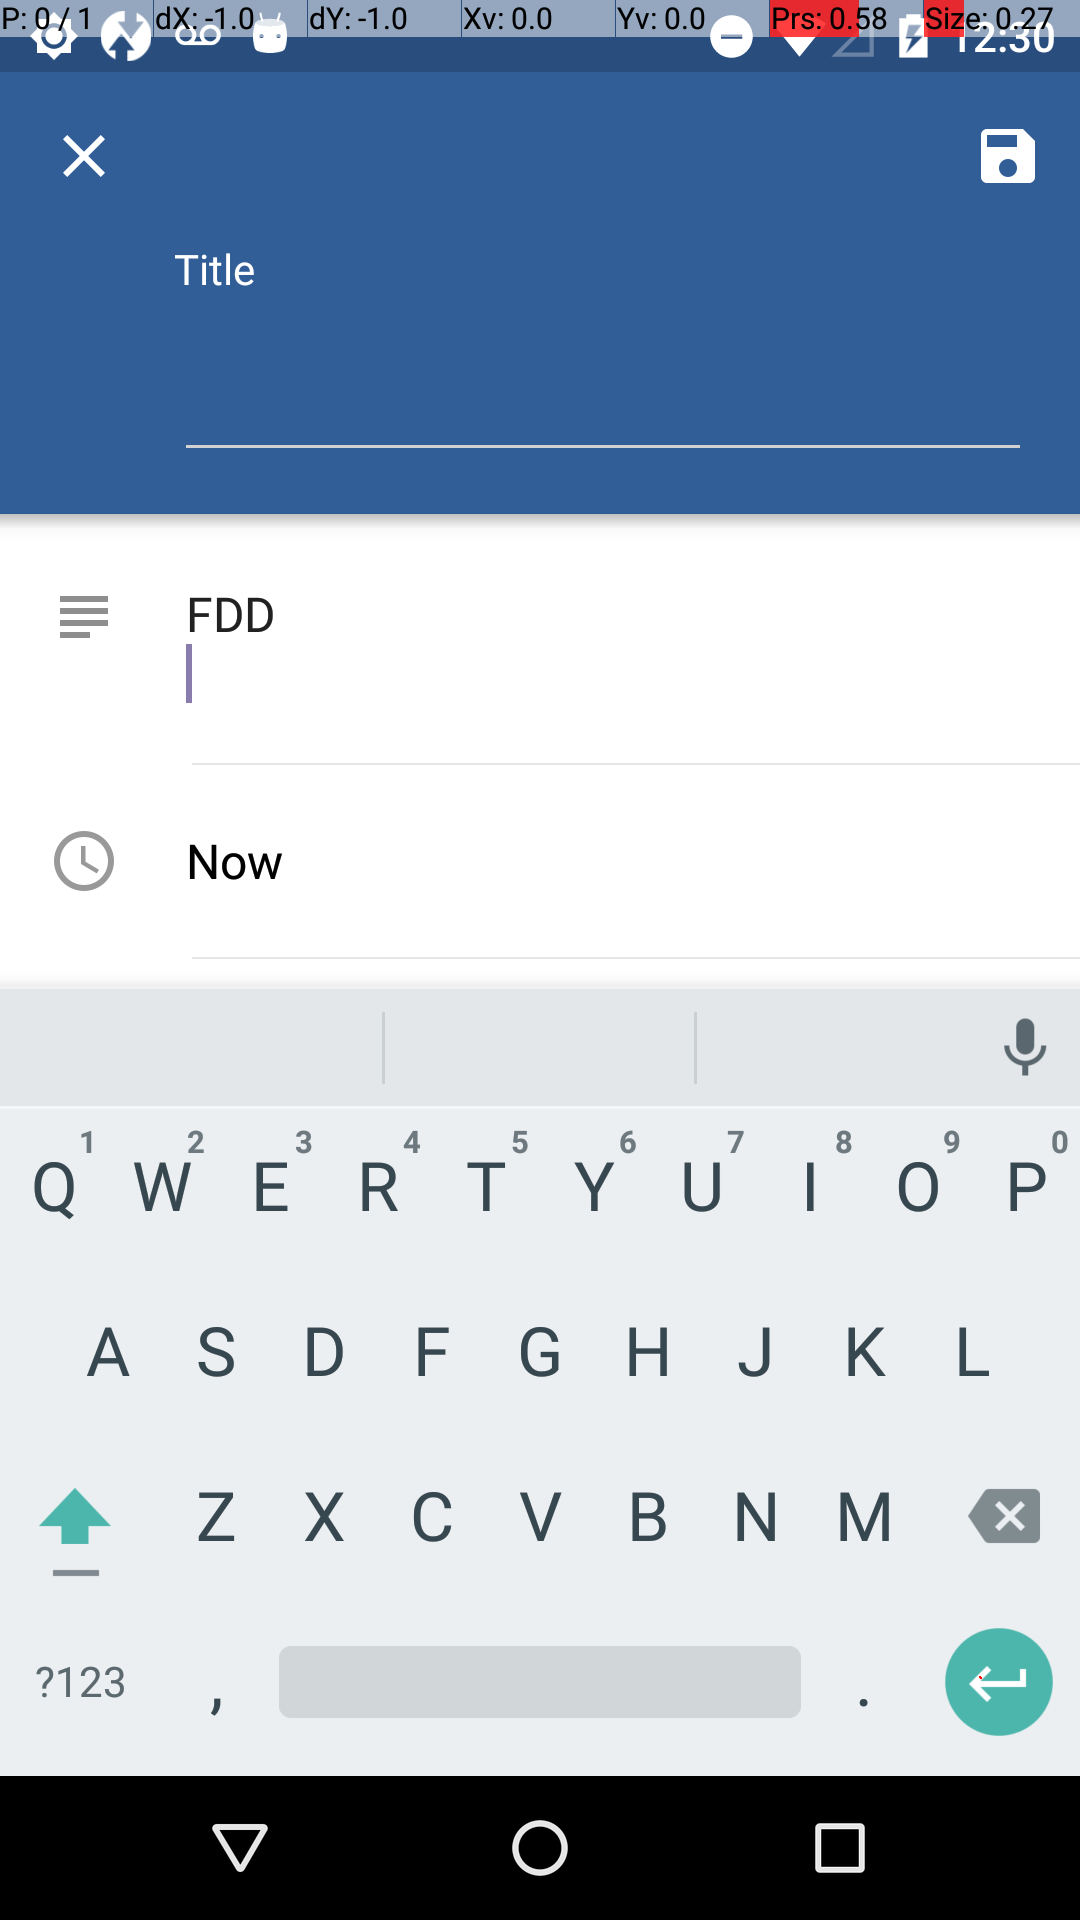 P: 0 / 1 dX: -1.0 dY: -1.0 Xv: 0.0 Yv: 0.0 Prs: 0.58 Size: 0.27
12:30
Title
FDD
Now
1 2 3 4 5 6 7 8 9 0
Q W E R T Y U I O P
A S D F G H J K L
Z X C V B N M
?123 , .